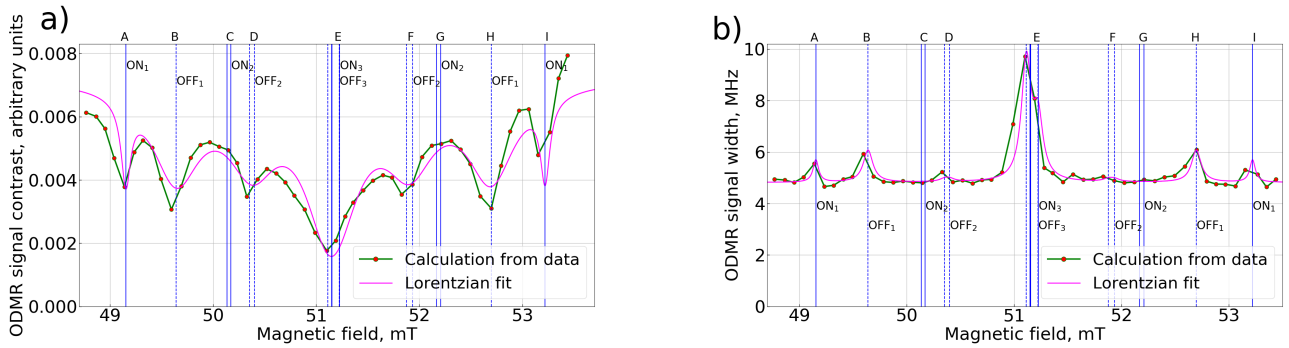 a)
A B C D E F G H I
ON₁ ON₂ ON₃ ON₂ ON₁
OFF₁ OFF₂ OFF₃ OFF₂ OFF₁
0.008
0.006
0.004
0.002
0.000
ODMR signal contrast, arbitrary units
Calculation from data
Lorentzian fit
49 50 51 52 53
Magnetic field, mT
b)
A B C D E F G H I
10
8
6
4
2
0
ODMR signal width, MHz
ON₁ ON₂ ON₃ ON₂ ON₁
OFF₁ OFF₂ OFF₃ OFF₂ OFF₁
Calculation from data
Lorentzian fit
49 50 51 52 53
Magnetic field, mT